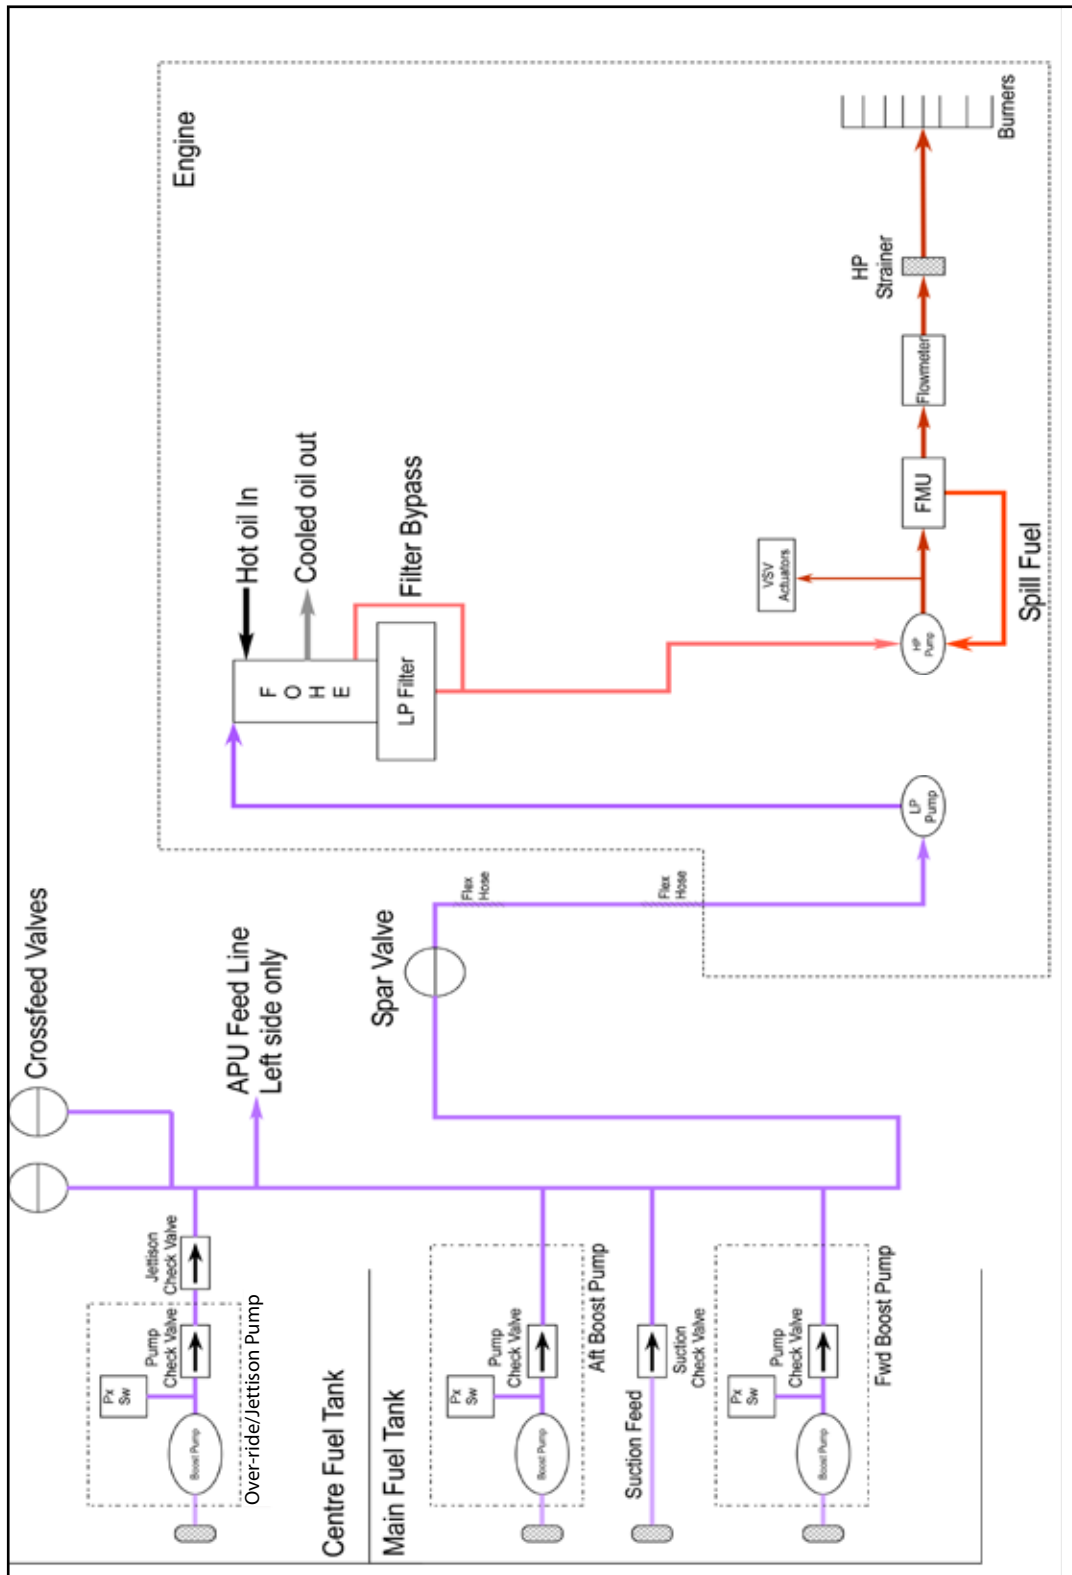 Engine
Burners
HP
Strainer
Flowmeter
FMU
VSV
Actuators
HP
Pump
Spill Fuel
Hot oil In
Cooled oil out
Filter Bypass
F
O
H
E
LP Filter
LP
Pump
Flex
Hose
Flex
Hose
Spar Valve
Crossfeed Valves
APU Feed Line
Left side only
Jettison
Check Valve
Pump
Check Valve
Px
Sw
Boost Pump
Over-ride/Jettison Pump
Centre Fuel Tank
Main Fuel Tank
Pump
Check Valve
Px
Sw
Boost Pump
Aft Boost Pump
Suction Feed
Suction
Check Valve
Pump
Check Valve
Px
Sw
Boost Pump
Fwd Boost Pump